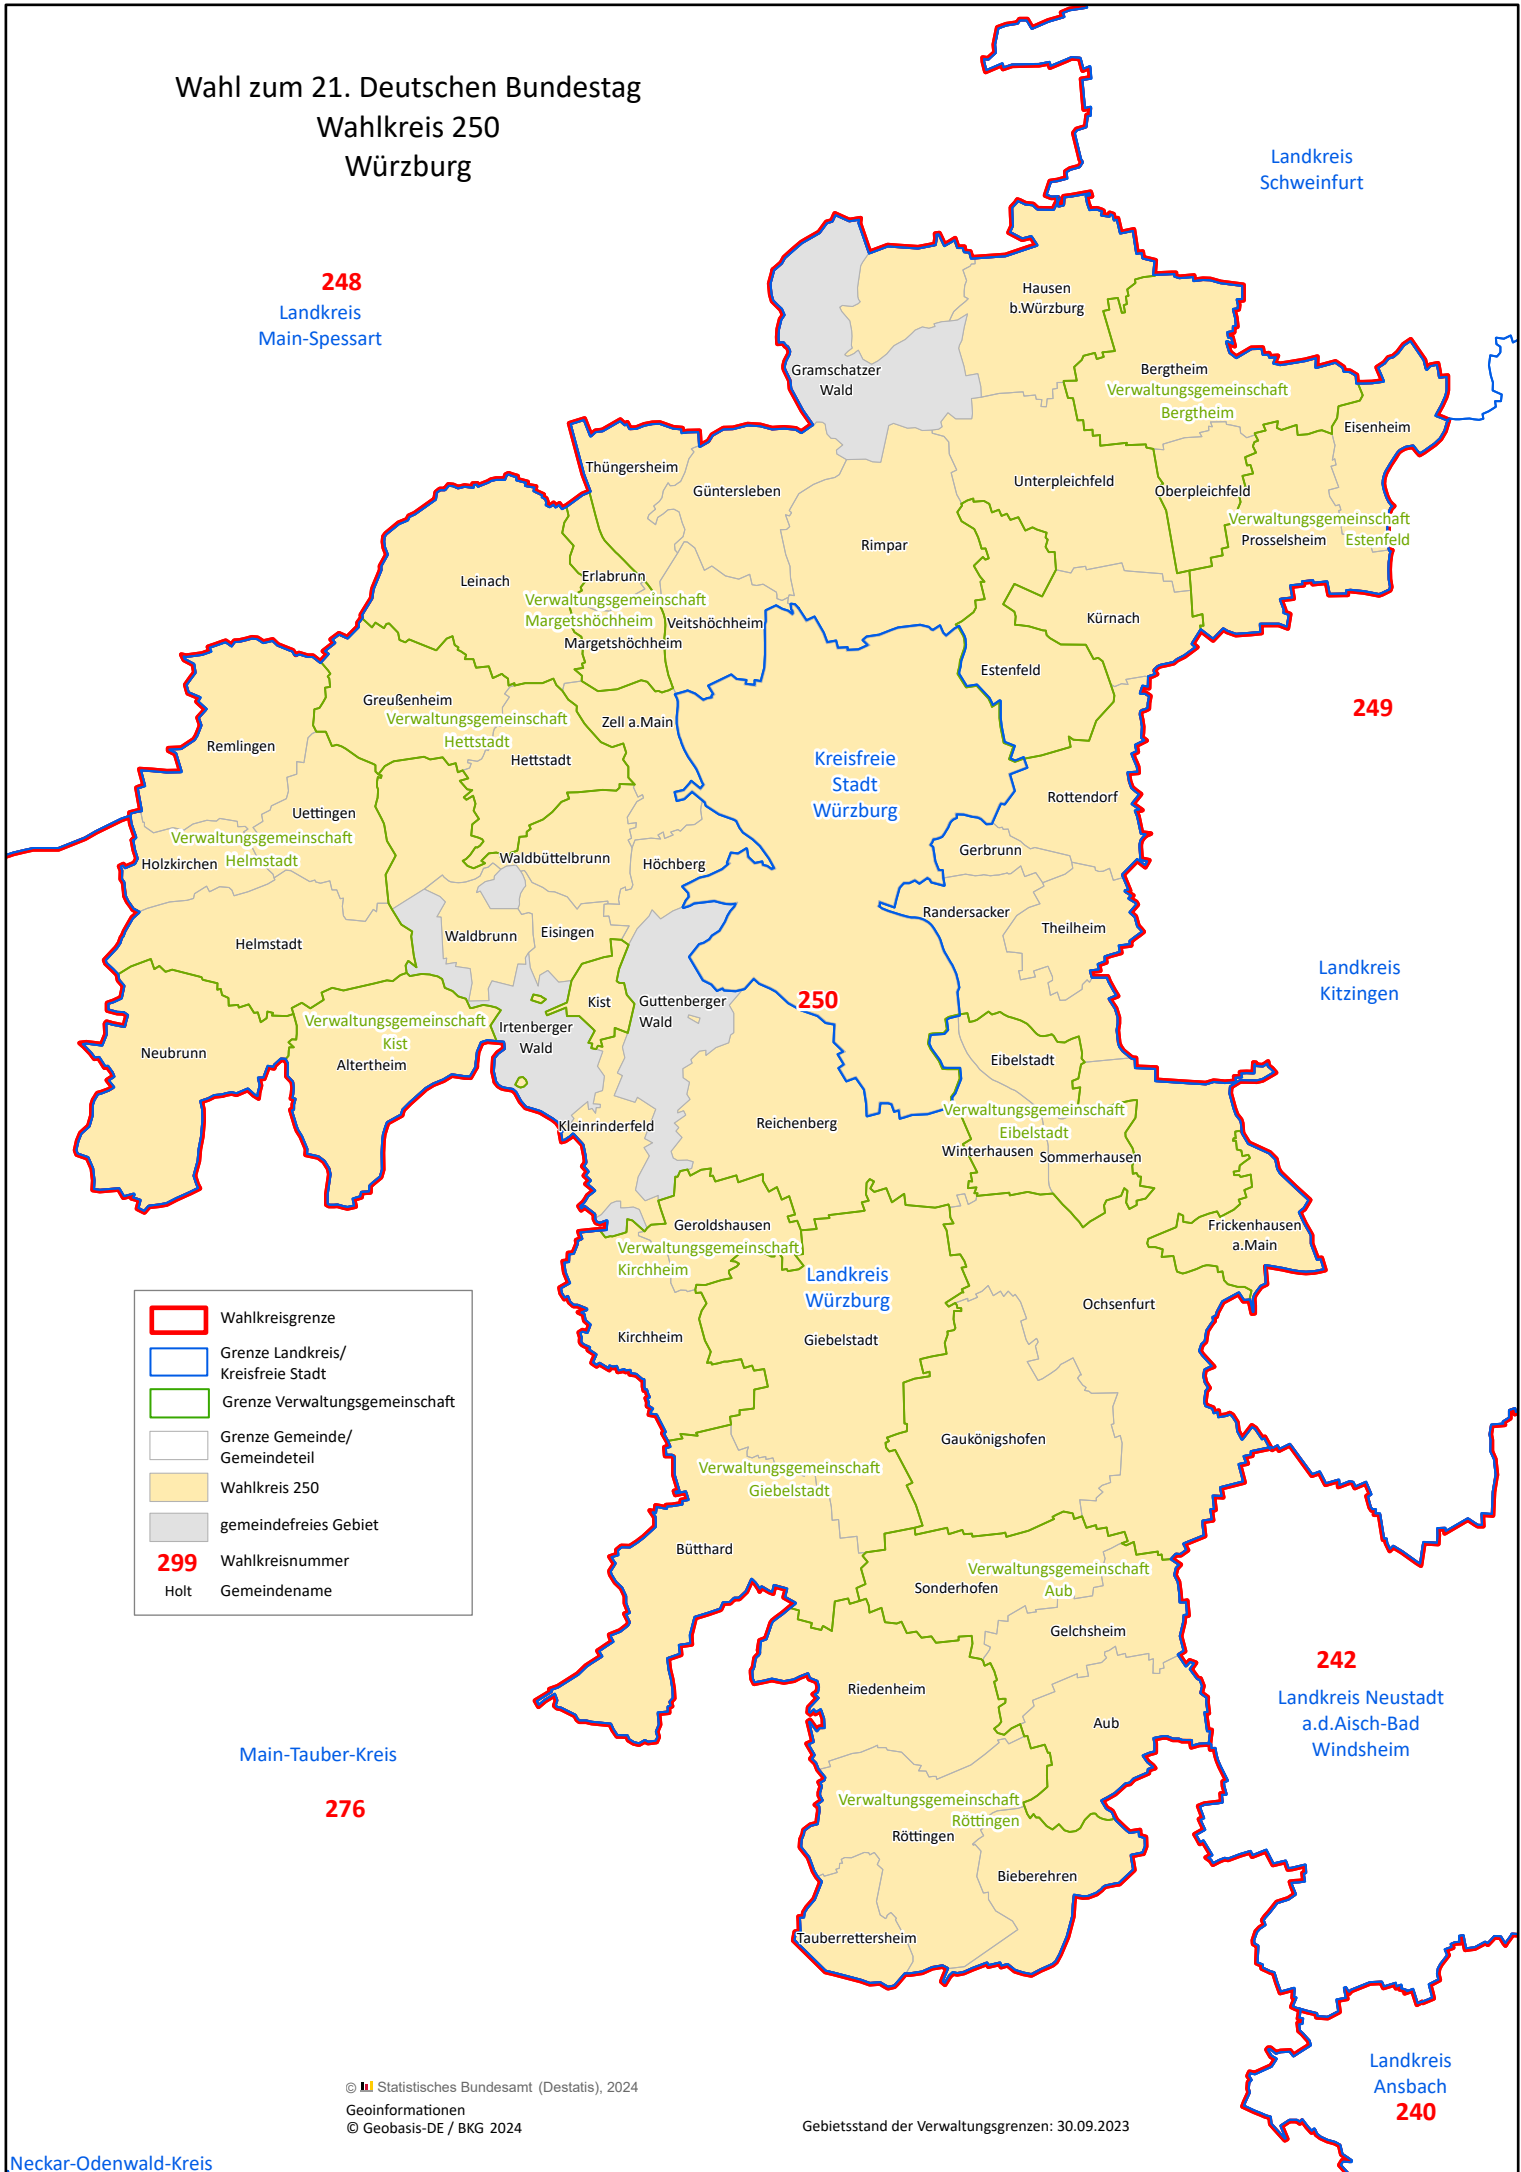 Wahl zum 21. Deutschen Bundestag
Wahlkreis 250
Würzburg
Landkreis
Schweinfurt
248
Landkreis
Main-Spessart
Hausen
b.Würzburg
Gramschatzer
Wald
Bergtheim
Verwaltungsgemeinschaft
Bergtheim
Eisenheim
Thüngersheim
Güntersleben
Unterpleichfeld
Oberpleichfeld
Verwaltungsgemeinschaft
Estenfeld
Prosselsheim
Rimpar
Leinach
Erlabrunn
Verwaltungsgemeinschaft
Margetshöchheim
Veitshöchheim
Margetshöchheim
Kürnach
Estenfeld
Greußenheim
Verwaltungsgemeinschaft
Hettstadt
Hettstadt
Zell a.Main
249
Remlingen
Kreisfreie
Stadt
Würzburg
Rottendorf
Uettingen
Verwaltungsgemeinschaft
Helmstadt
Holzkirchen
Waldbüttelbrunn
Höchberg
Gerbrunn
Randersacker
Theilheim
Helmstadt
Waldbrunn
Eisingen
Landkreis
Kitzingen
Kist
Guttenberger
Wald
250
Verwaltungsgemeinschaft
Kist
Irtenberger
Wald
Neubrunn
Altertheim
Eibelstadt
Verwaltungsgemeinschaft
Eibelstadt
Kleinrinderfeld
Reichenberg
Winterhausen
Sommerhausen
Geroldshausen
Verwaltungsgemeinschaft
Kirchheim
Frickenhausen
a.Main
Landkreis
Würzburg
Ochsenfurt
Kirchheim
Giebelstadt
Wahlkreisgrenze
Grenze Landkreis/
Kreisfreie Stadt
Grenze Verwaltungsgemeinschaft
Grenze Gemeinde/
Gemeindeteil
Wahlkreis 250
gemeindefreies Gebiet
299 Wahlkreisnummer
Holt Gemeindename
Gaukönigshofen
Verwaltungsgemeinschaft
Giebelstadt
Bütthard
Verwaltungsgemeinschaft
Aub
Sonderhofen
Gelchsheim
Riedenheim
Aub
242
Landkreis Neustadt
a.d.Aisch-Bad
Windsheim
Main-Tauber-Kreis
276
Verwaltungsgemeinschaft
Röttingen
Röttingen
Bieberehren
Tauberrettersheim
Landkreis
Ansbach
240
© Statistisches Bundesamt (Destatis), 2024
Geoinformationen
© Geobasis-DE / BKG 2024
Gebietsstand der Verwaltungsgrenzen: 30.09.2023
Neckar-Odenwald-Kreis